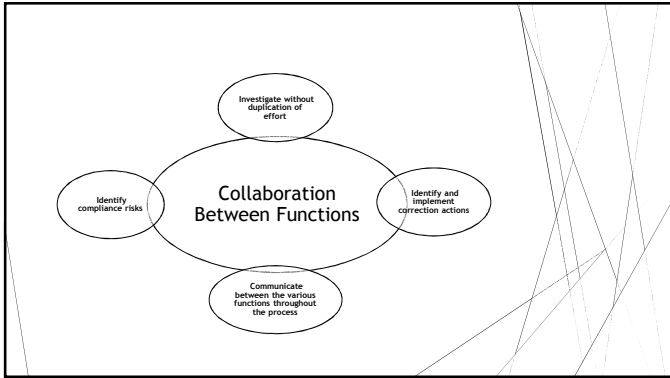 Investigate without
duplication of
effort
Identify
compliance risks
Collaboration
Between Functions
Identify and
implement
correction actions
Communicate
between the various
functions throughout
the process